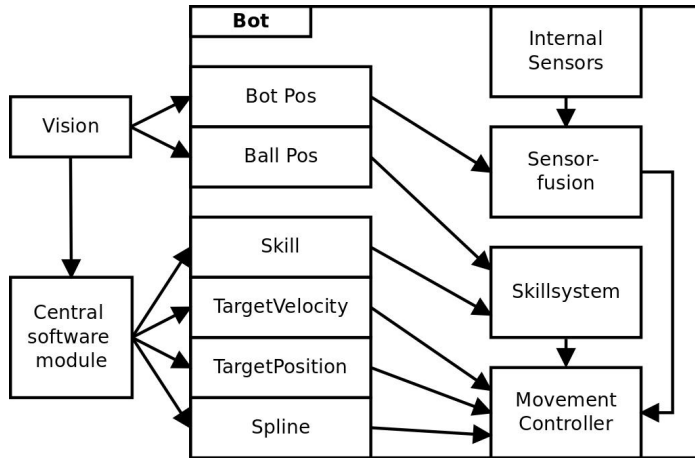 Bot
Internal
Sensors
Bot Pos
Vision
Ball Pos
Sensor-
fusion
Skill
Central
software
module
TargetVelocity
Skillsystem
TargetPosition
Movement
Controller
Spline